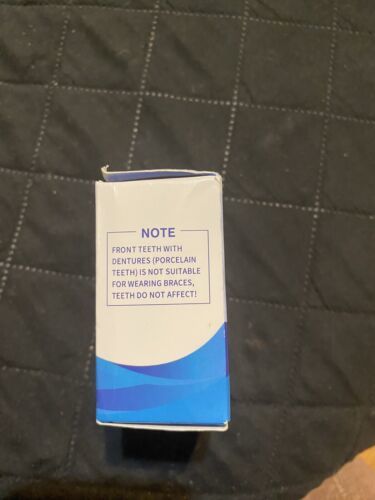 NOTE
FRONT TEETH WITH
DENTURES (PORCELAIN
TEETH) IS NOT SUITABLE
FOR WEARING BRACES,
TEETH DO NOT AFFECT!